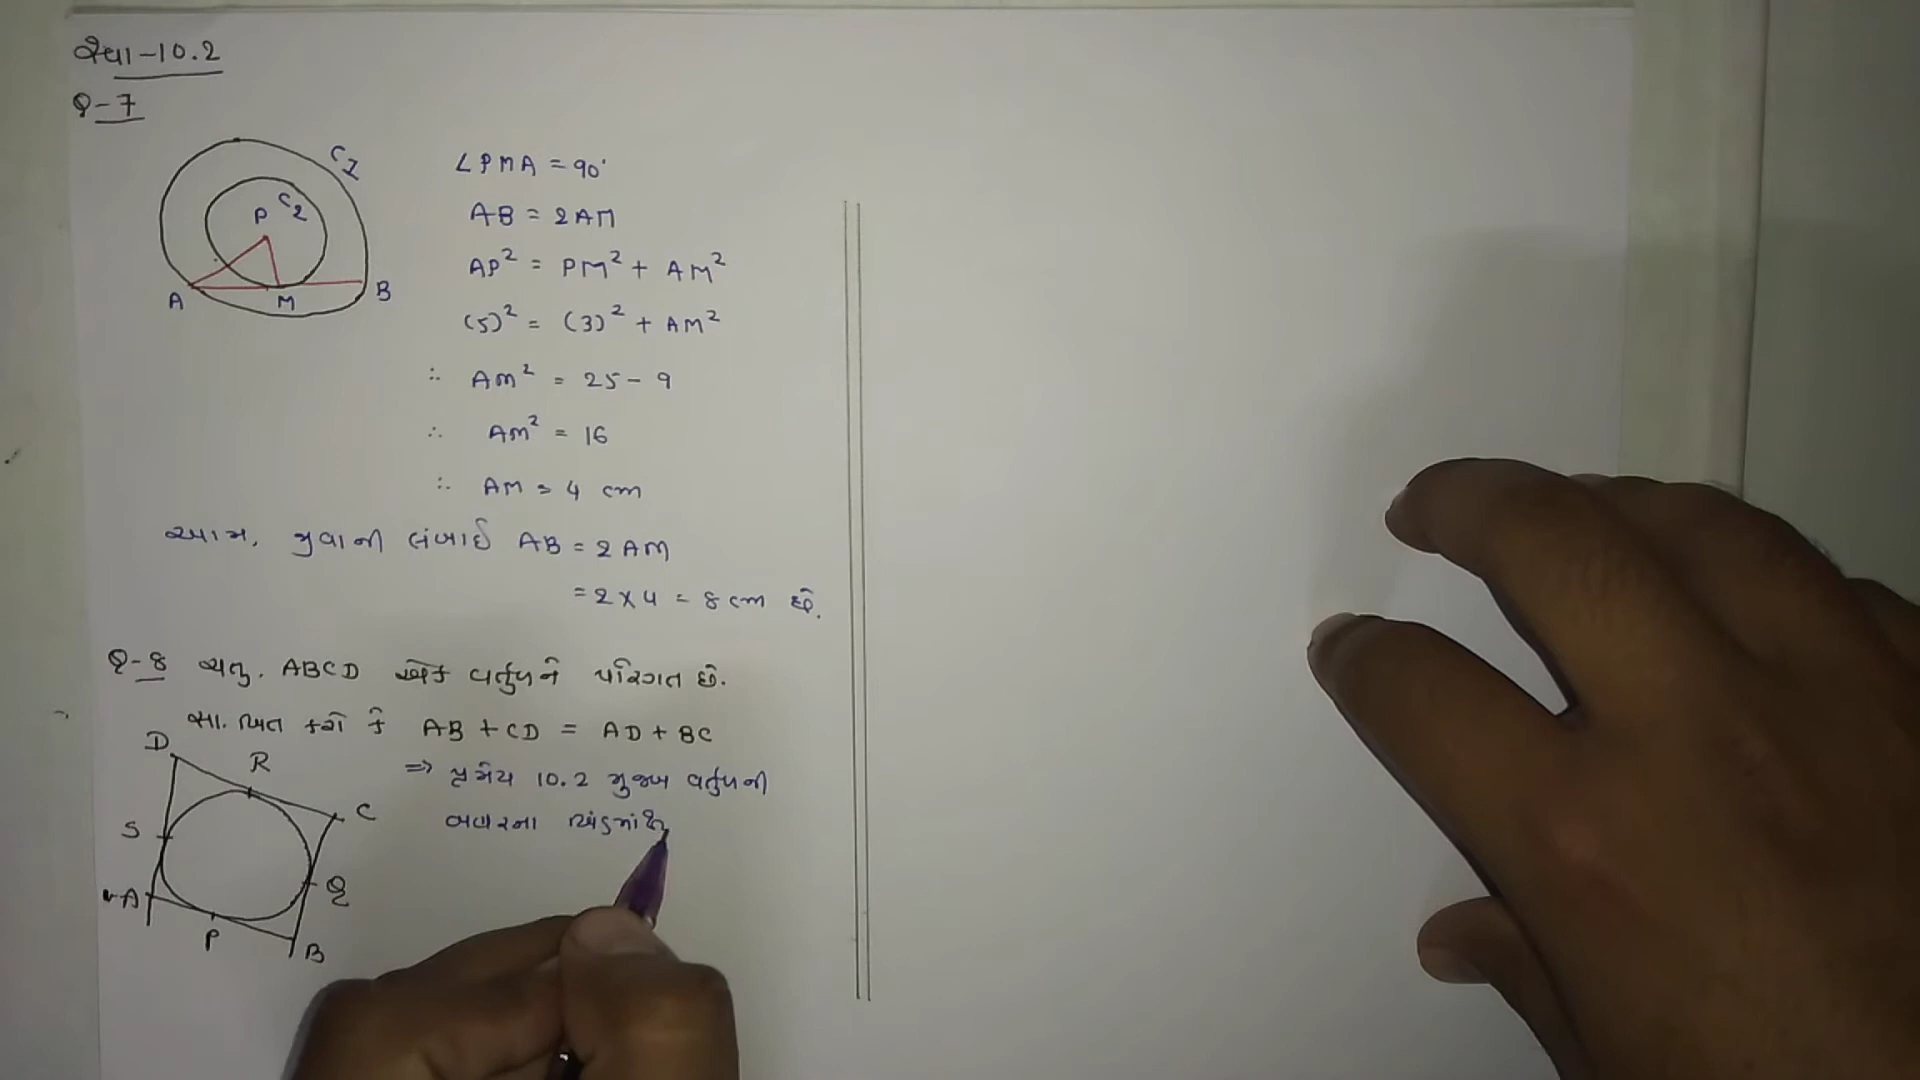 સ્વા-10.2
Q-7
C1
C2
P
A
M
B
∠PMA = 90°
AB = 2AM
AP² = PM² + AM²
(5)² = (3)² + AM²
∴ AM² = 25 - 9
∴ AM² = 16
∴ AM = 4 cm
આમ, જીવાની લંબાઈ AB = 2AM
= 2 × 4 = 8 cm છે.
Q-8 ચતુ. ABCD એક વર્તુળને પરિગત છે.
સાબિત કરો કે AB + CD = AD + BC
D
R
C
S
A
Q
P
B
⇒ પ્રમેય 10.2 મુજબ વર્તુળની
બહારના